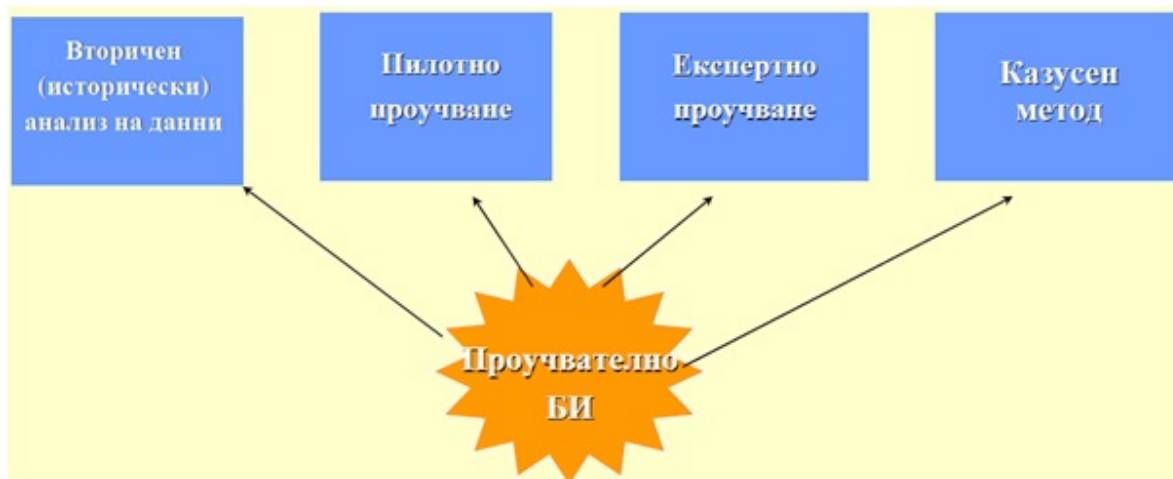 Вторичен
(исторически)
анализ на данни
Пилотно
проучване
Експертно
проучване
Казусен
метод
Проучвателно
БИ